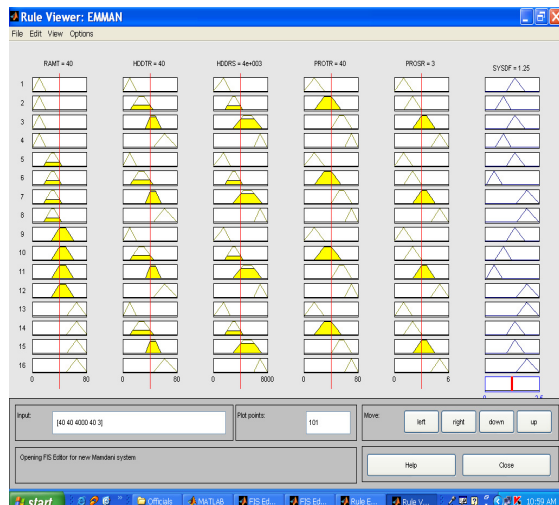 Rule Viewer: EMMAN
File Edit View Options
RAMT = 40 HDDTR = 40 HDDRS = 4e+003 PROTR = 40 PROSR = 3 SYSDF = 1.25
1
2
3
4
5
6
7
8
9
10
11
12
13
14
15
16
0 80 0 60 0 8000 0 60 0 6
Input: [40 40 4000 40 3] Plot points: 101 Move: left right down up
Opening FIS Editor for new Mamdani system Help Close
start Officials MATLAB FIS Ed... FIS Ed... Rule E... Rule V... 10:59 AM